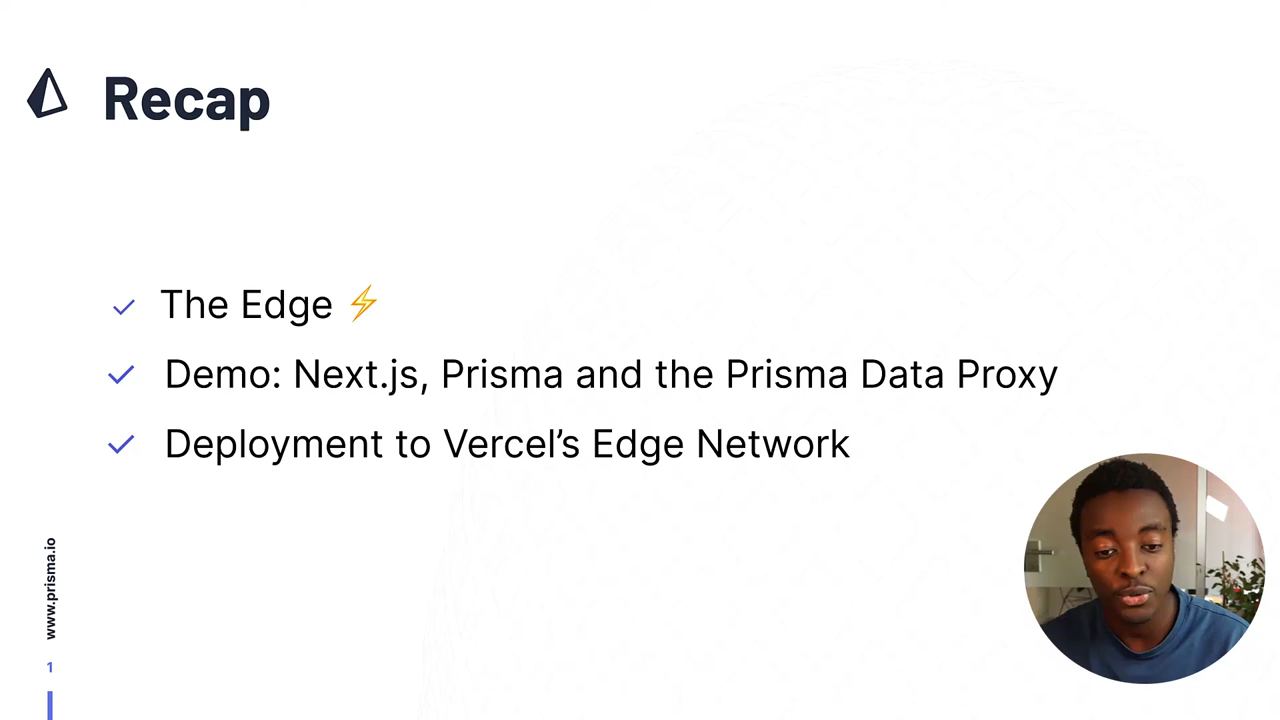 Recap
The Edge ⚡
Demo: Next.js, Prisma and the Prisma Data Proxy
Deployment to Vercel’s Edge Network
www.prisma.io
1